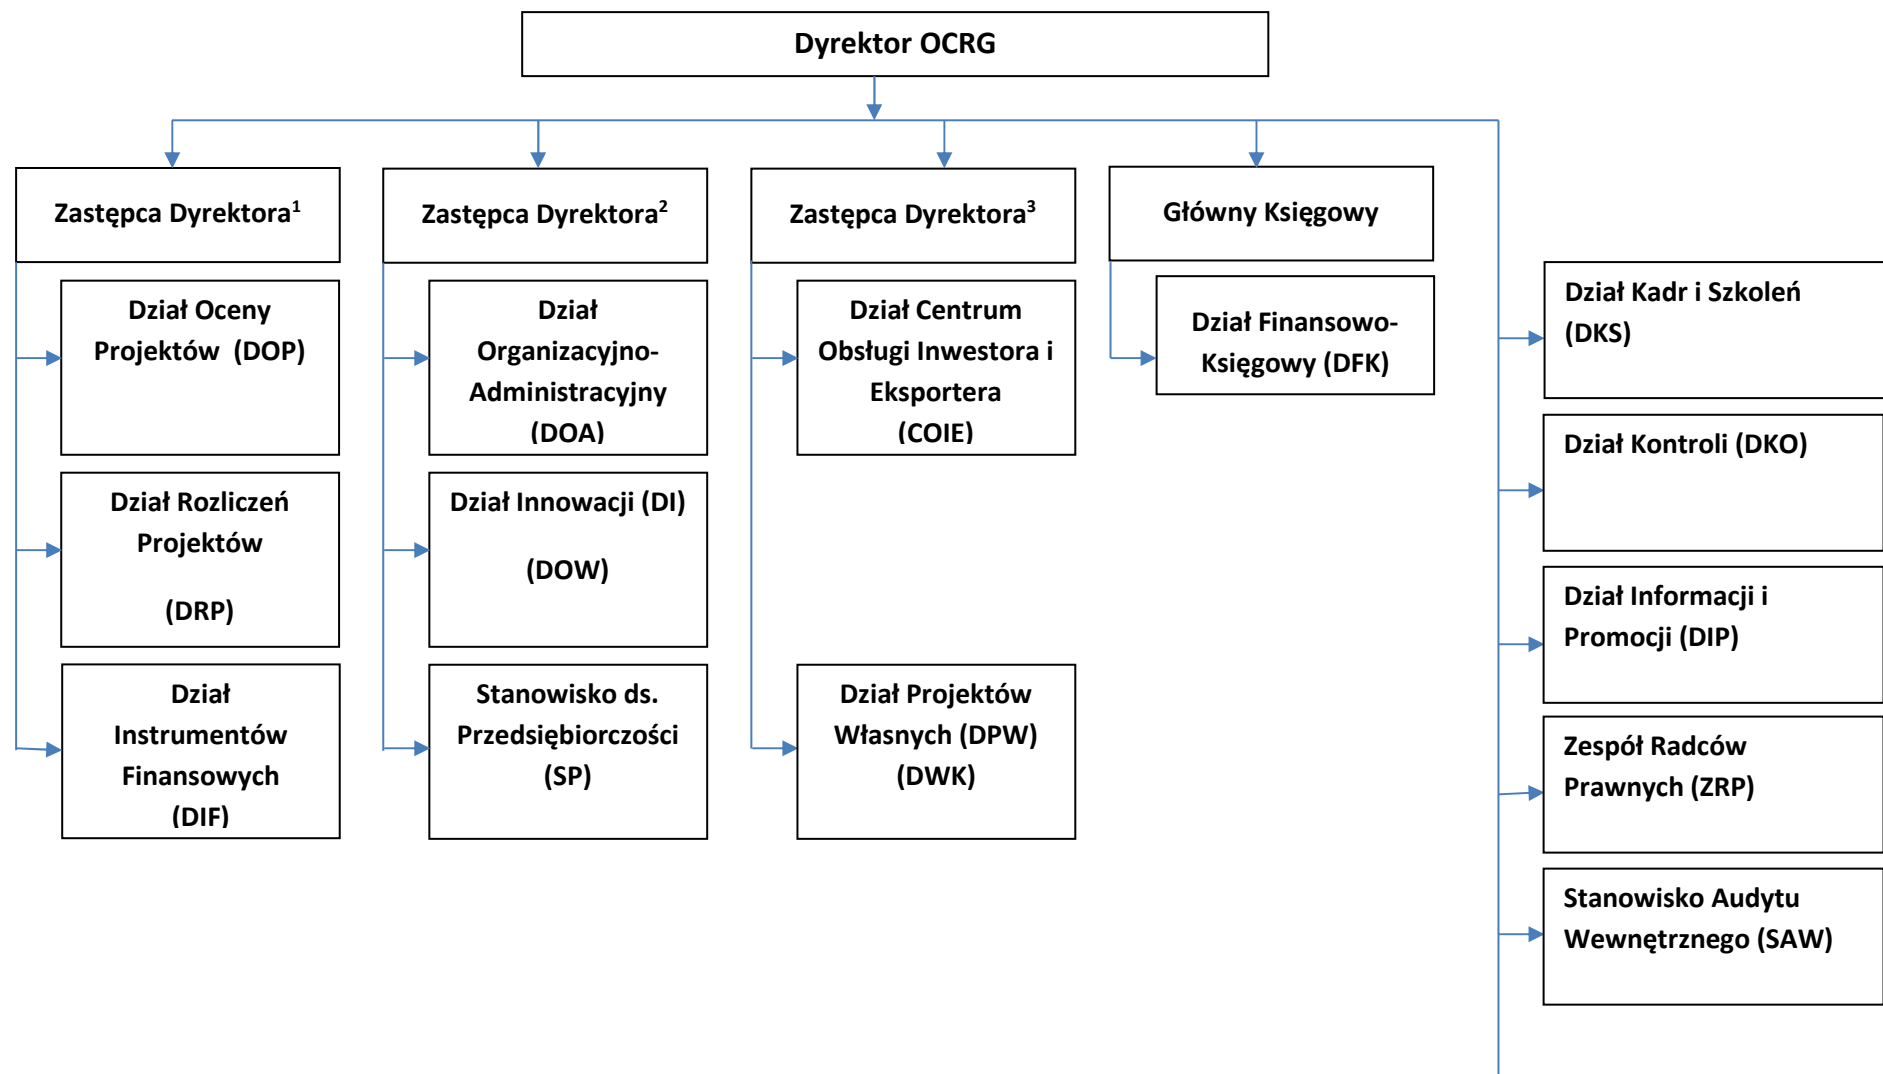 Dyrektor OCRG
Zastępca Dyrektora¹
Zastępca Dyrektora²
Zastępca Dyrektora³
Główny Księgowy
Dział Oceny
Projektów (DOP)
Dział Rozliczeń
Projektów
(DRP)
Dział
Instrumentów
Finansowych
(DIF)
Dział
Organizacyjno-
Administracyjny
(DOA)
Dział Innowacji (DI)
(DOW)
Stanowisko ds.
Przedsiębiorczości
(SP)
Dział Centrum
Obsługi Inwestora i
Eksportera
(COIE)
Dział Projektów
Własnych (DPW)
(DWK)
Dział Finansowo-
Księgowy (DFK)
Dział Kadr i Szkoleń
(DKS)
Dział Kontroli (DKO)
Dział Informacji i
Promocji (DIP)
Zespół Radców
Prawnych (ZRP)
Stanowisko Audytu
Wewnętrznego (SAW)